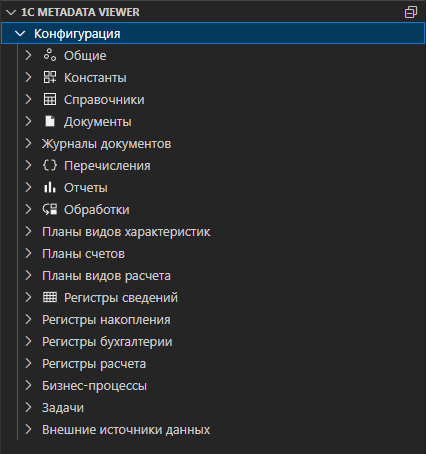 1C METADATA VIEWER
Конфигурация
Общие
Константы
Справочники
Документы
Журналы документов
Перечисления
Отчеты
Обработки
Планы видов характеристик
Планы счетов
Планы видов расчета
Регистры сведений
Регистры накопления
Регистры бухгалтерии
Регистры расчета
Бизнес-процессы
Задачи
Внешние источники данных